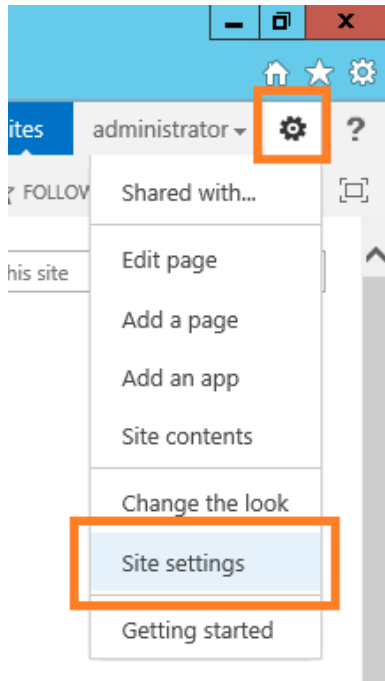 ites administrator ?
FOLLOW
his site
Shared with...
Edit page
Add a page
Add an app
Site contents
Change the look
Site settings
Getting started